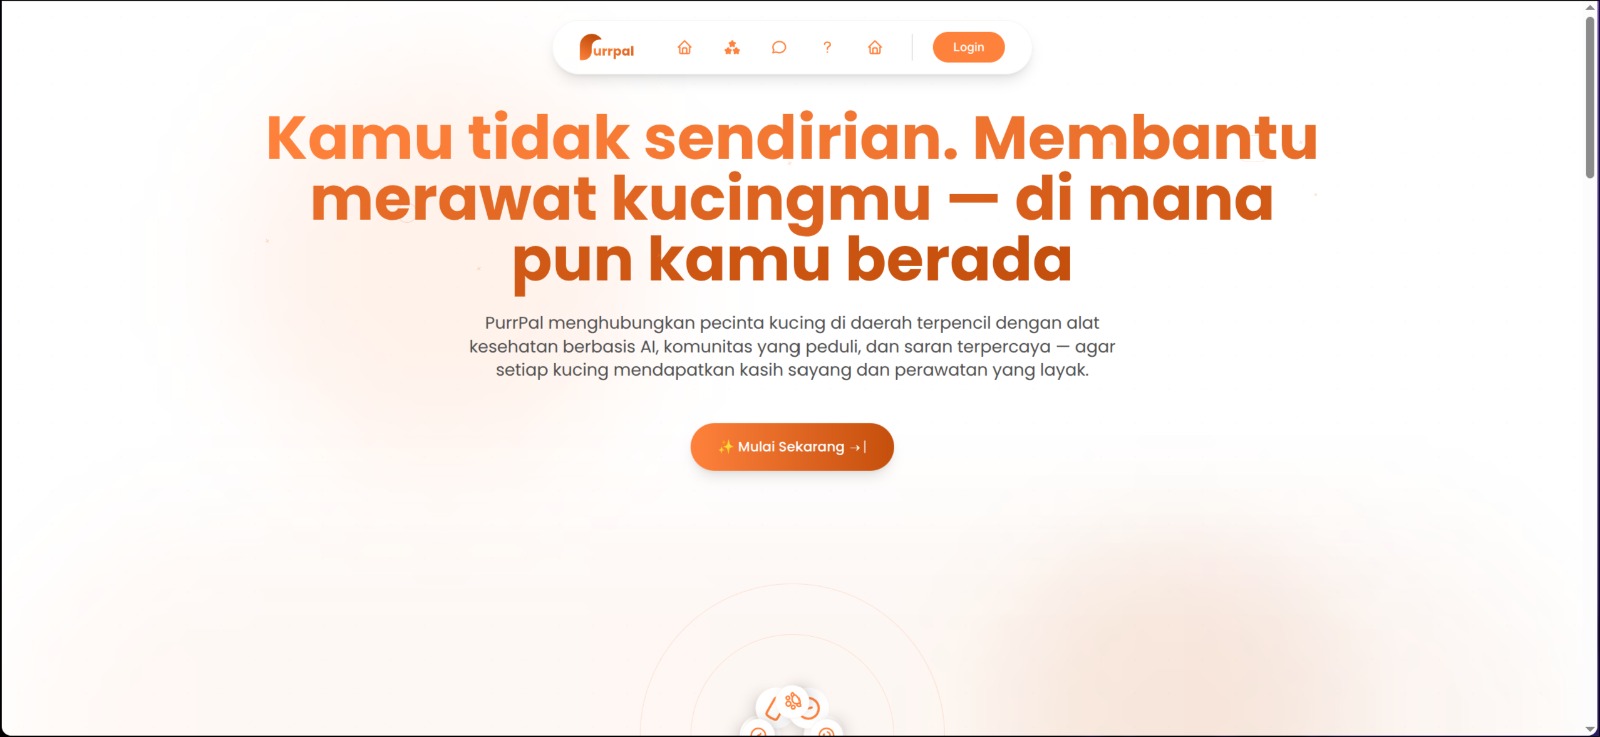 Purrpal
Login
Kamu tidak sendirian. Membantu
merawat kucingmu — di mana
pun kamu berada
PurrPal menghubungkan pecinta kucing di daerah terpencil dengan alat
kesehatan berbasis AI, komunitas yang peduli, dan saran terpercaya — agar
setiap kucing mendapatkan kasih sayang dan perawatan yang layak.
✨ Mulai Sekarang →|